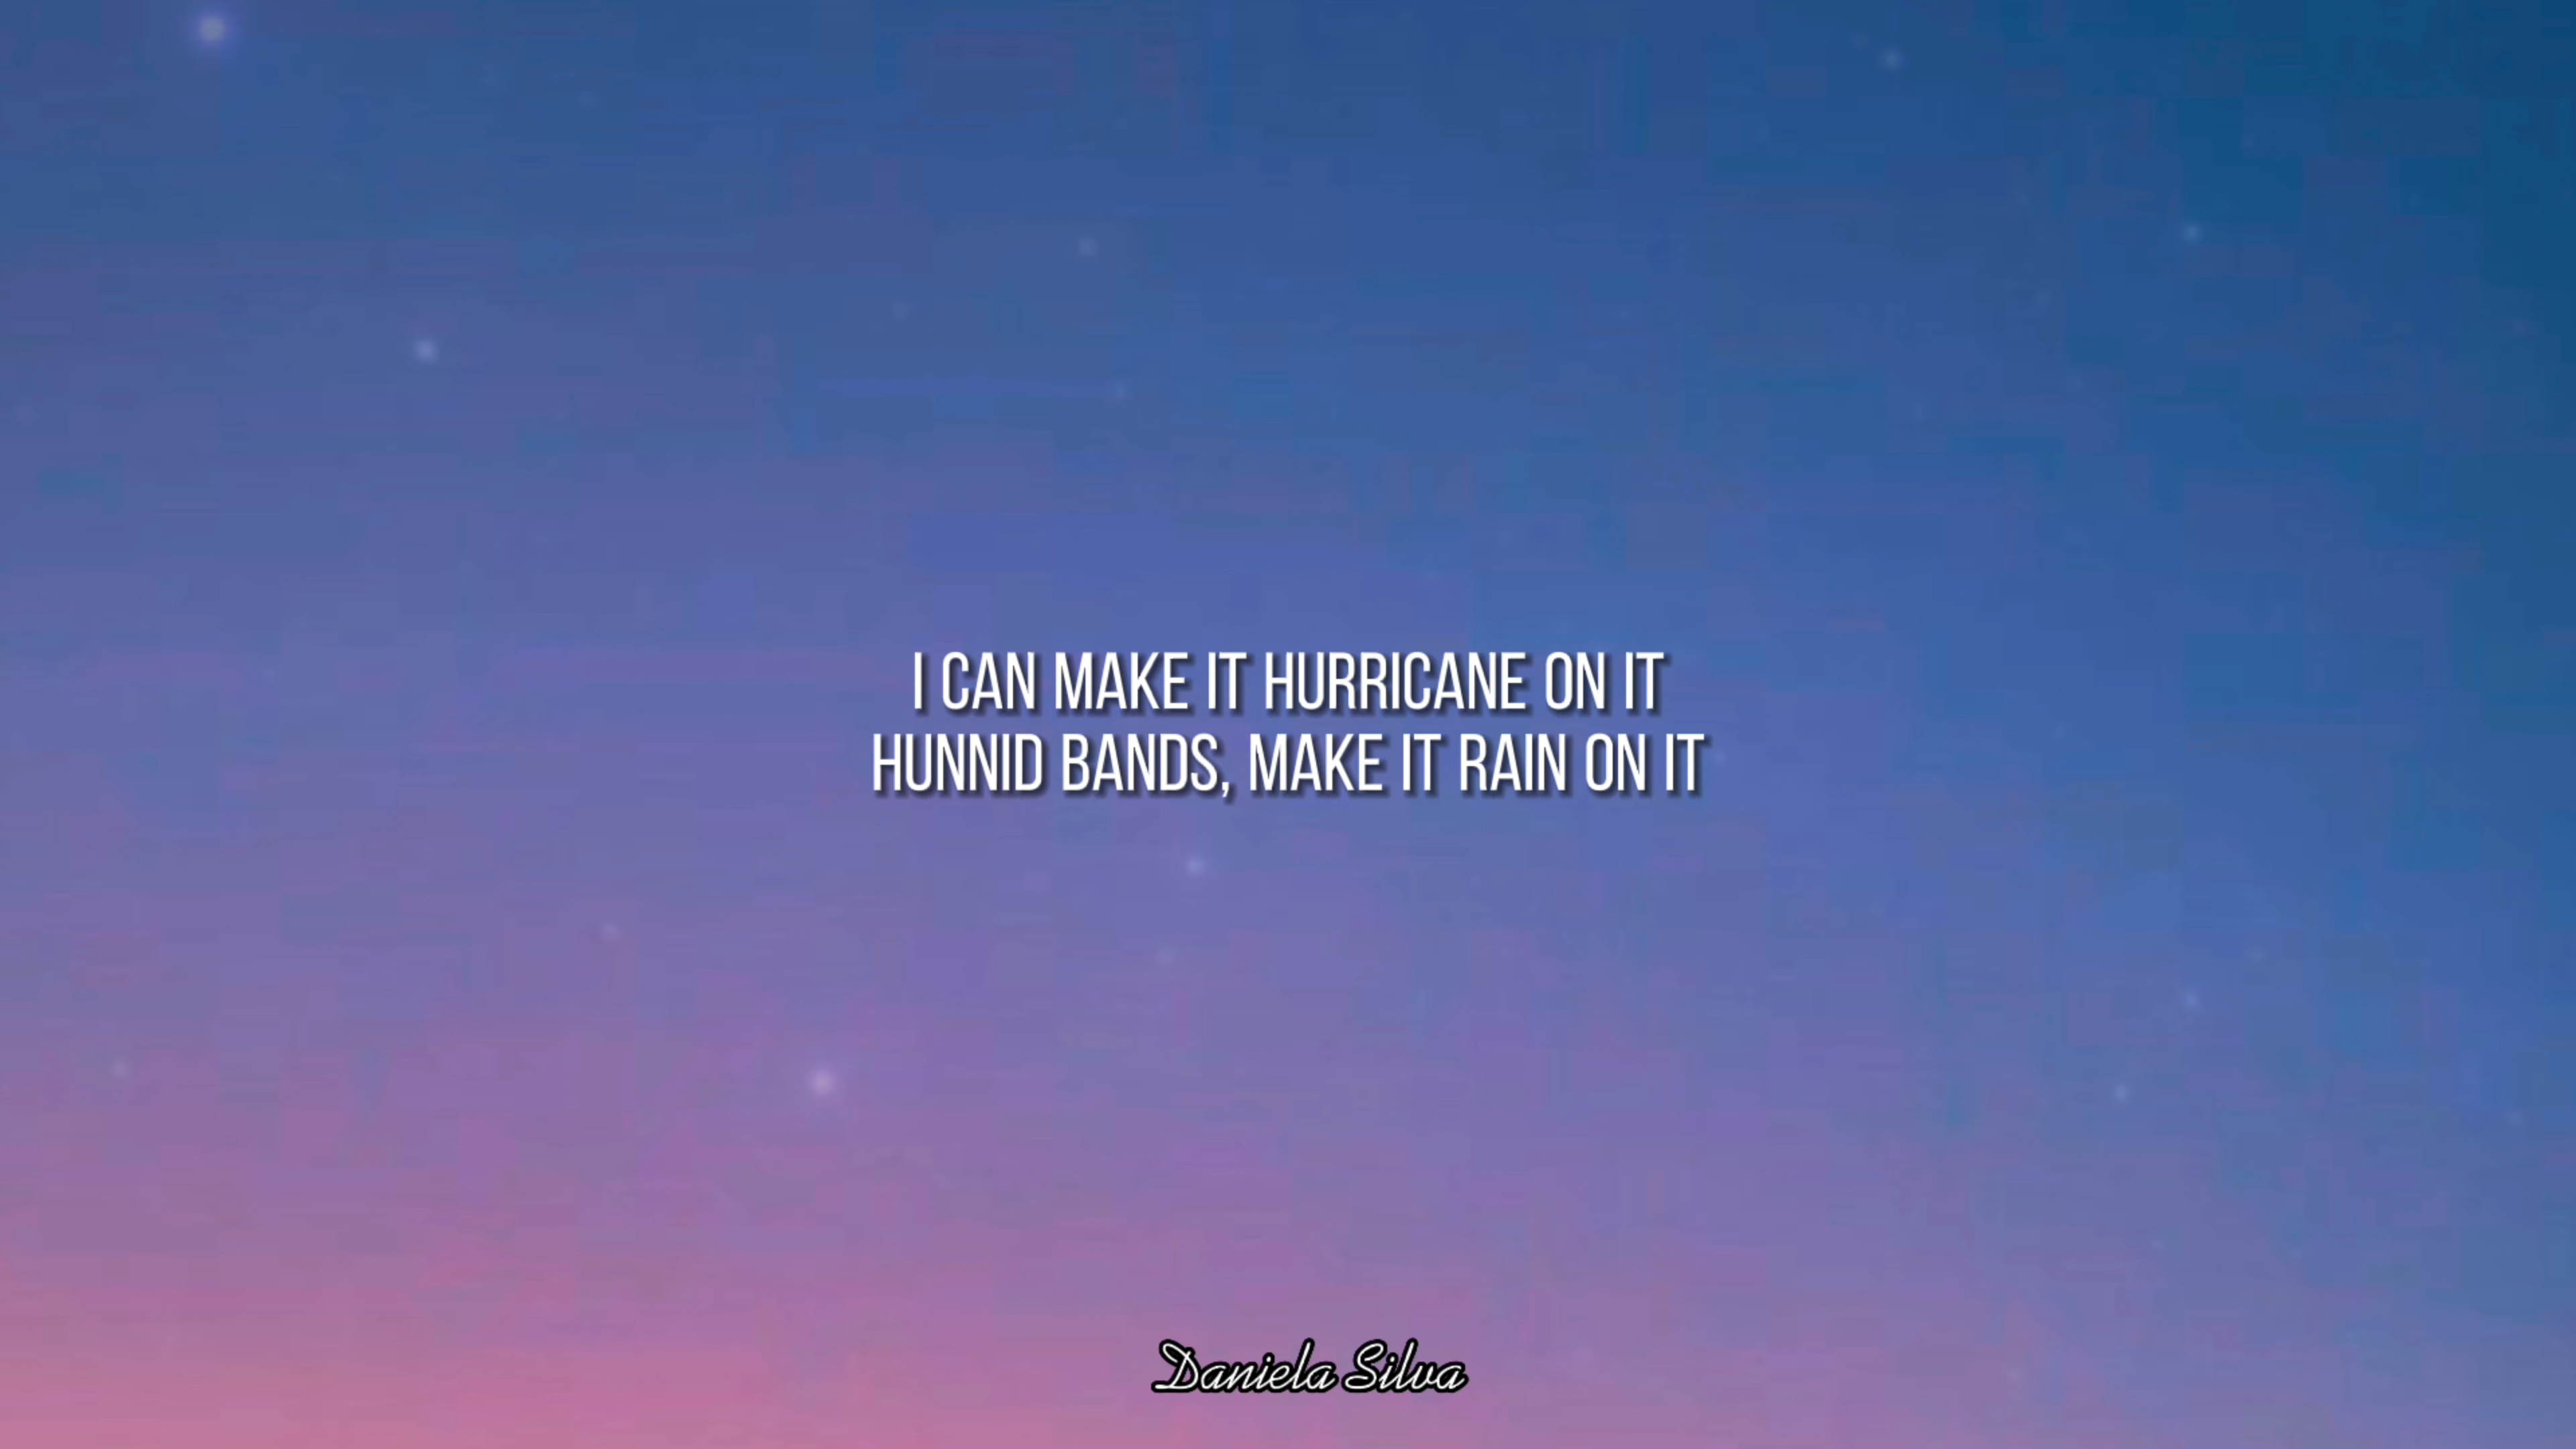 I CAN MAKE IT HURRICANE ON IT
HUNNID BANDS, MAKE IT RAIN ON IT
Daniela Silva